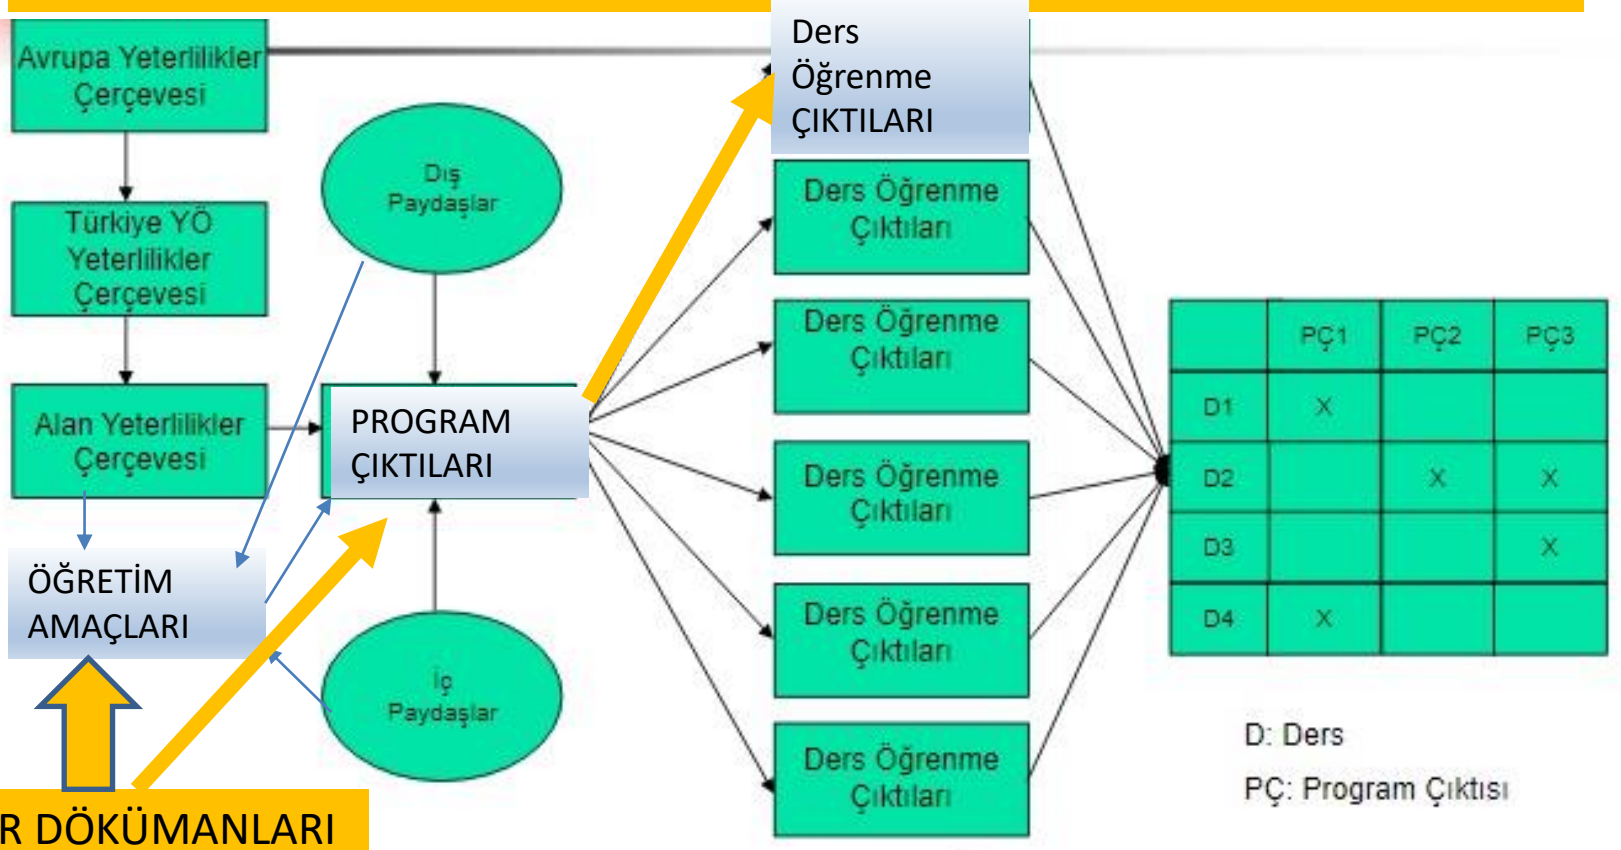 Avrupa Yeterlilikler
Çerçevesi
Türkiye YÖ
Yeterlilikler
Çerçevesi
Alan Yeterlilikler
Çerçevesi
ÖĞRETİM
AMAÇLARI
R DÖKÜMANLARI
Dış
Paydaşlar
PROGRAM
ÇIKTILARI
İç
Paydaşlar
Ders
Öğrenme
ÇIKTILARI
Ders Öğrenme
Çıktıları
Ders Öğrenme
Çıktıları
Ders Öğrenme
Çıktıları
Ders Öğrenme
Çıktıları
Ders Öğrenme
Çıktıları
PÇ1 PÇ2 PÇ3
D1 X
D2 X X
D3 X
D4 X
D: Ders
PÇ: Program Çıktısı